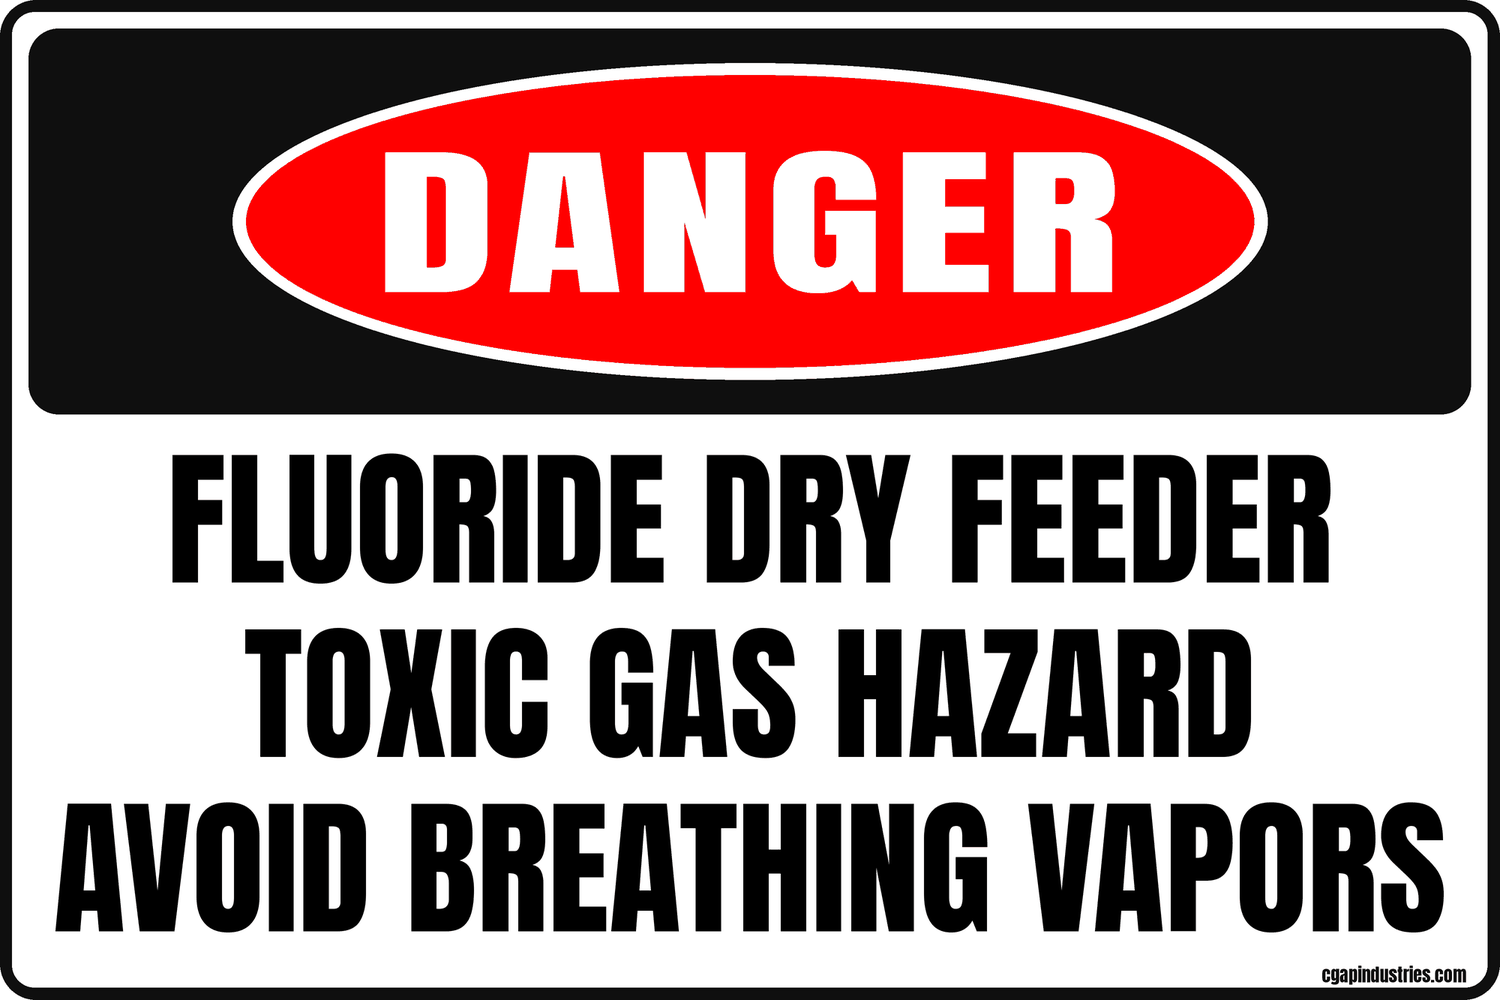 DANGER
FLUORIDE DRY FEEDER
TOXIC GAS HAZARD
AVOID BREATHING VAPORS
cgapindustries.com